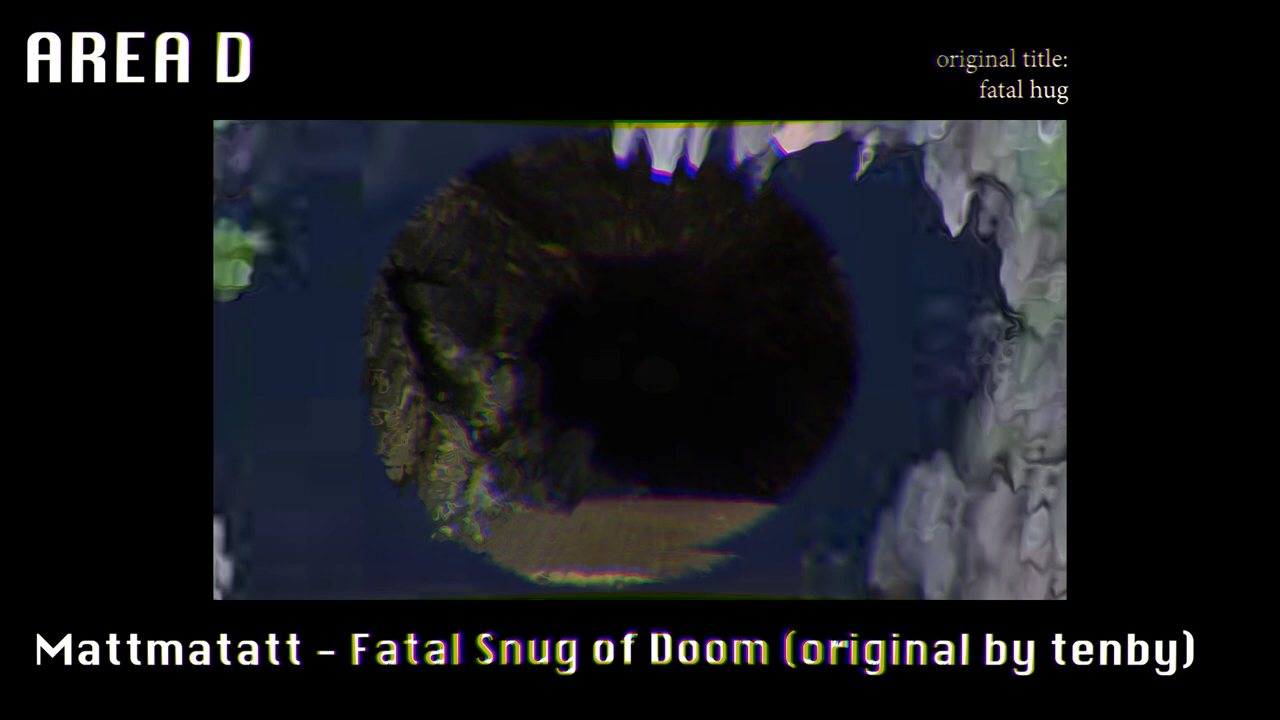 AREA D
original title:
fatal hug
Mattmatatt - Fatal Snug of Doom (original by tenby)